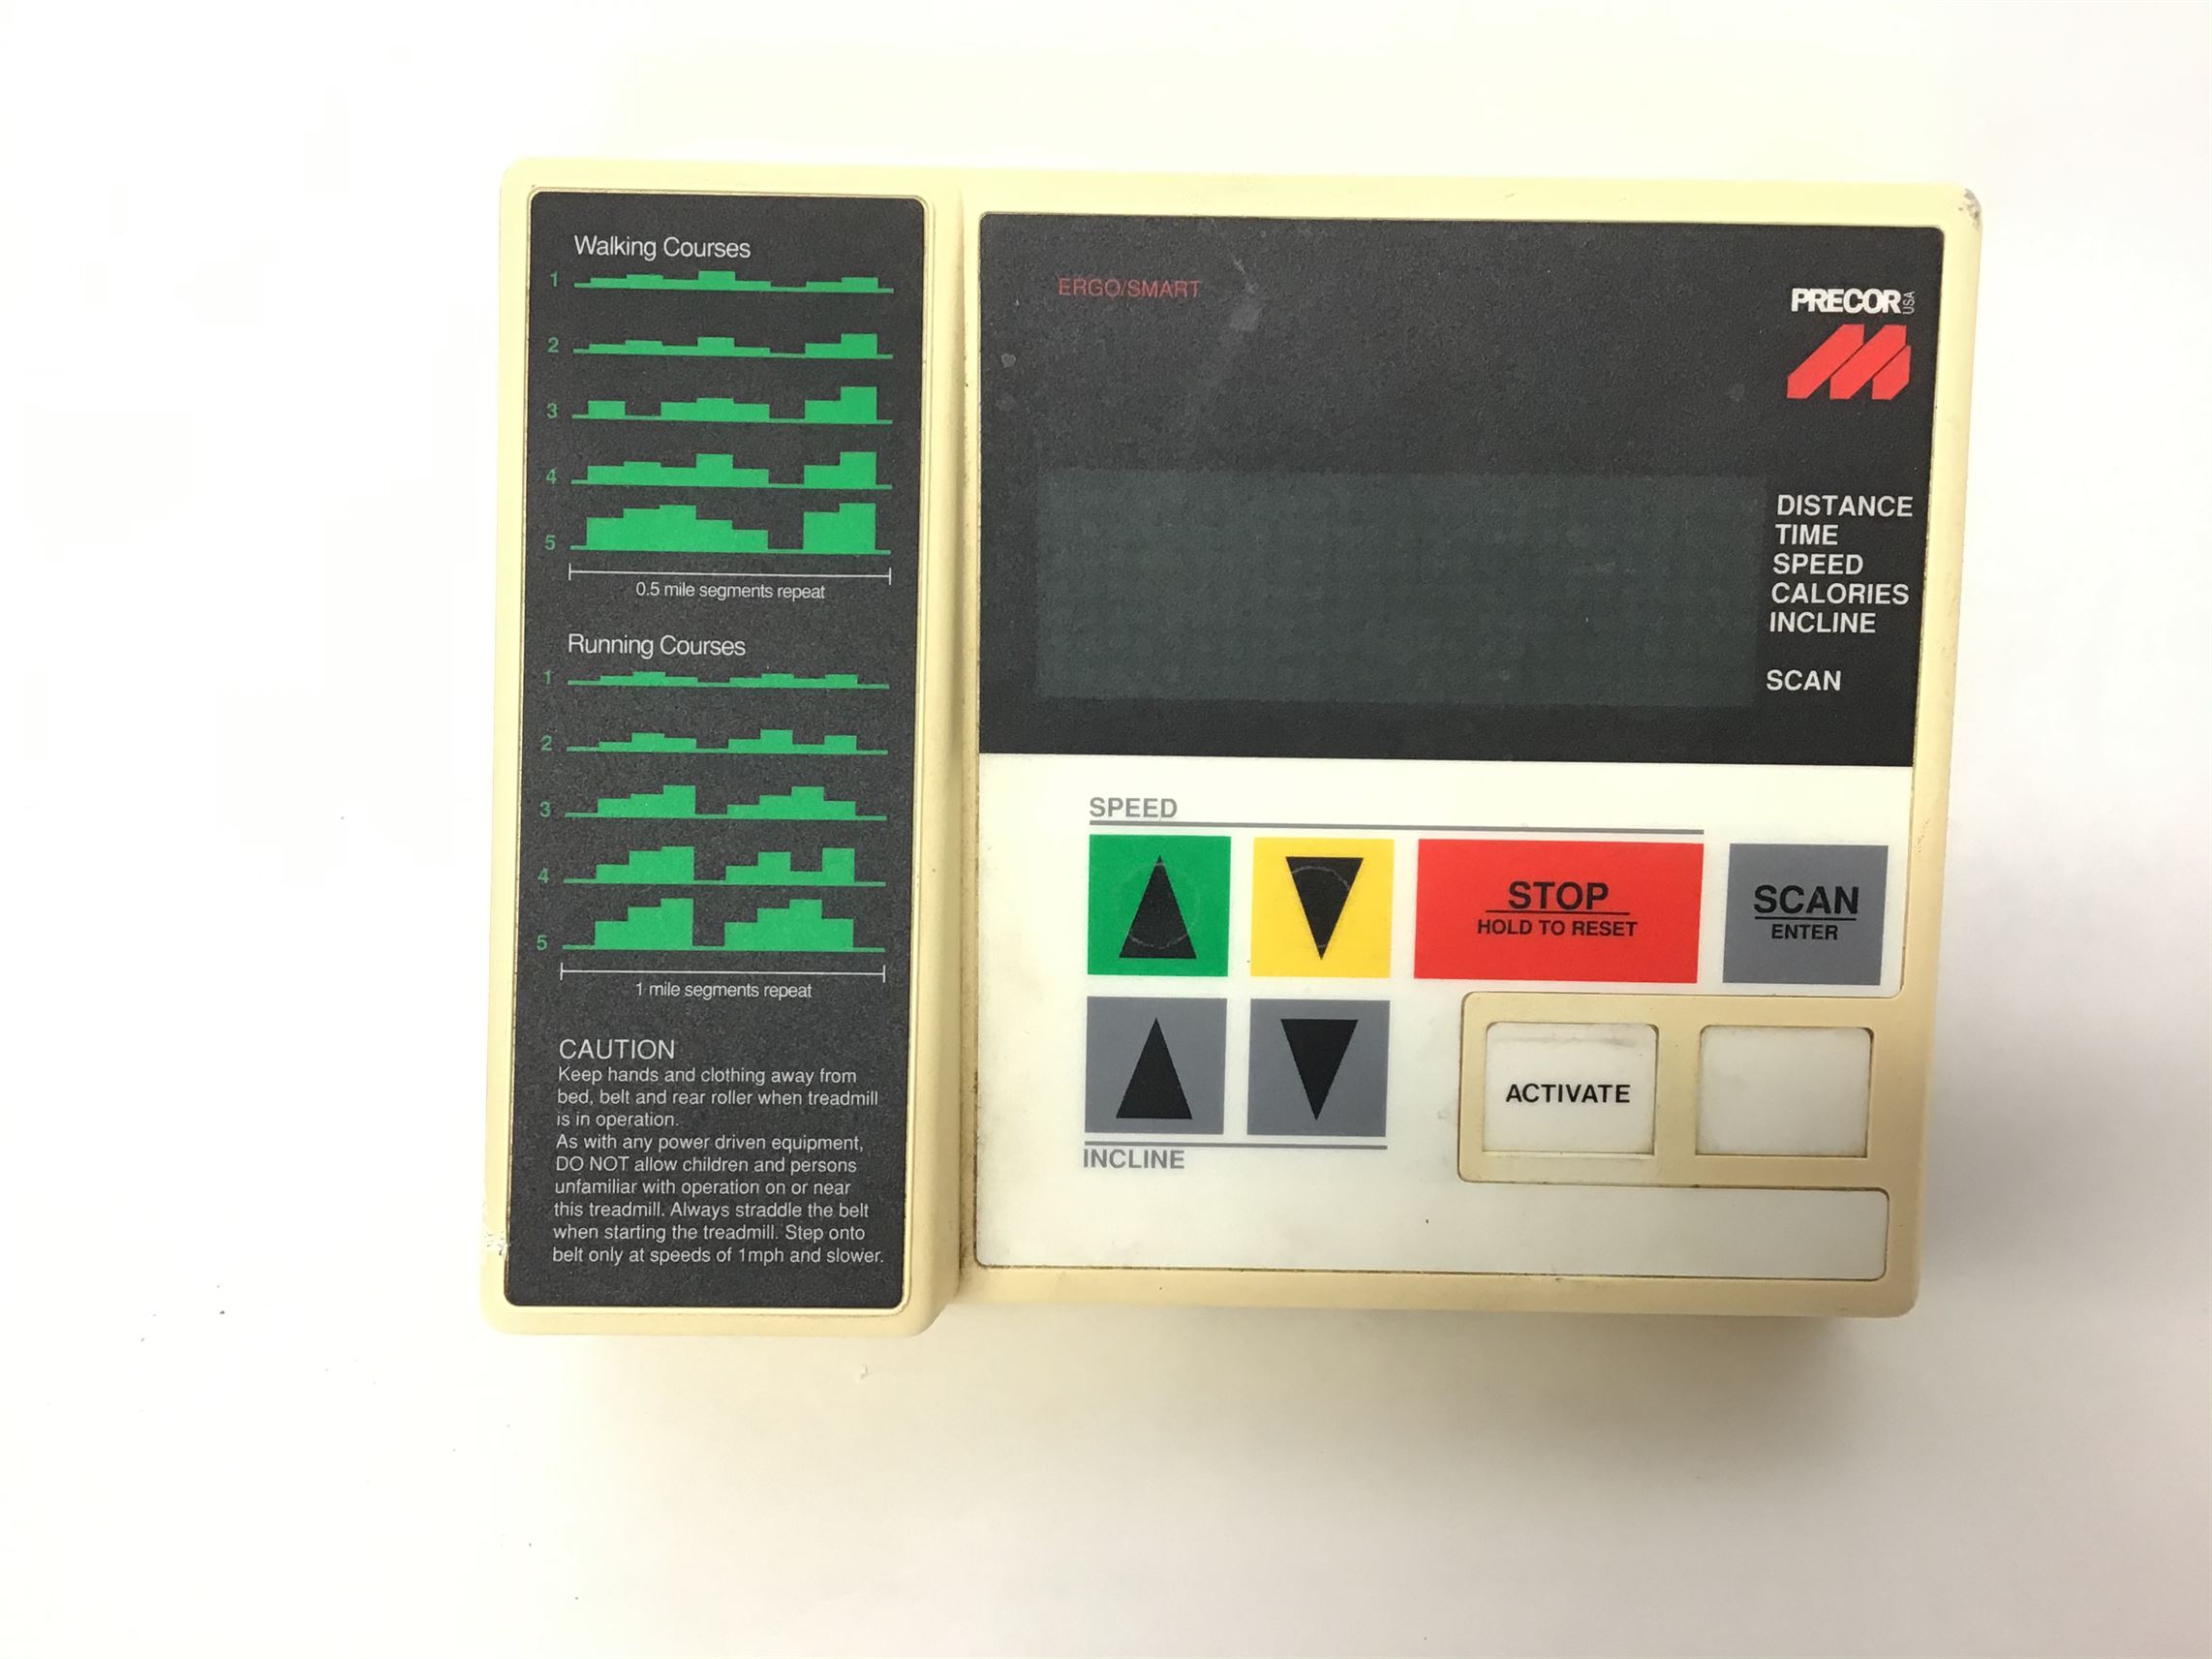 Walking Courses
1
2
3
4
5
0.5 mile segments repeat
Running Courses
1
2
3
4
5
1 mile segments repeat
CAUTION
Keep hands and clothing away from
bed, belt and rear roller when treadmill
is in operation.
As with any power driven equipment,
DO NOT allow children and persons
unfamiliar with operation on or near
this treadmill. Always straddle the belt
when starting the treadmill. Step onto
belt only at speeds of 1mph and slower.
ERGO/SMART
PRECOR USA
DISTANCE
TIME
SPEED
CALORIES
INCLINE
SCAN
SPEED
STOP
HOLD TO RESET
SCAN
ENTER
ACTIVATE
INCLINE